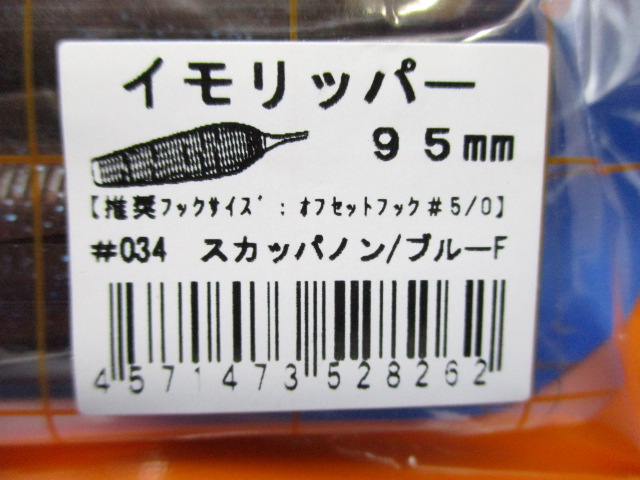 イモリッパー
95mm
【推奨フックサイズ：オフセットフック#5/0】
#034 スカッパノン/ブルーF
4571473528262